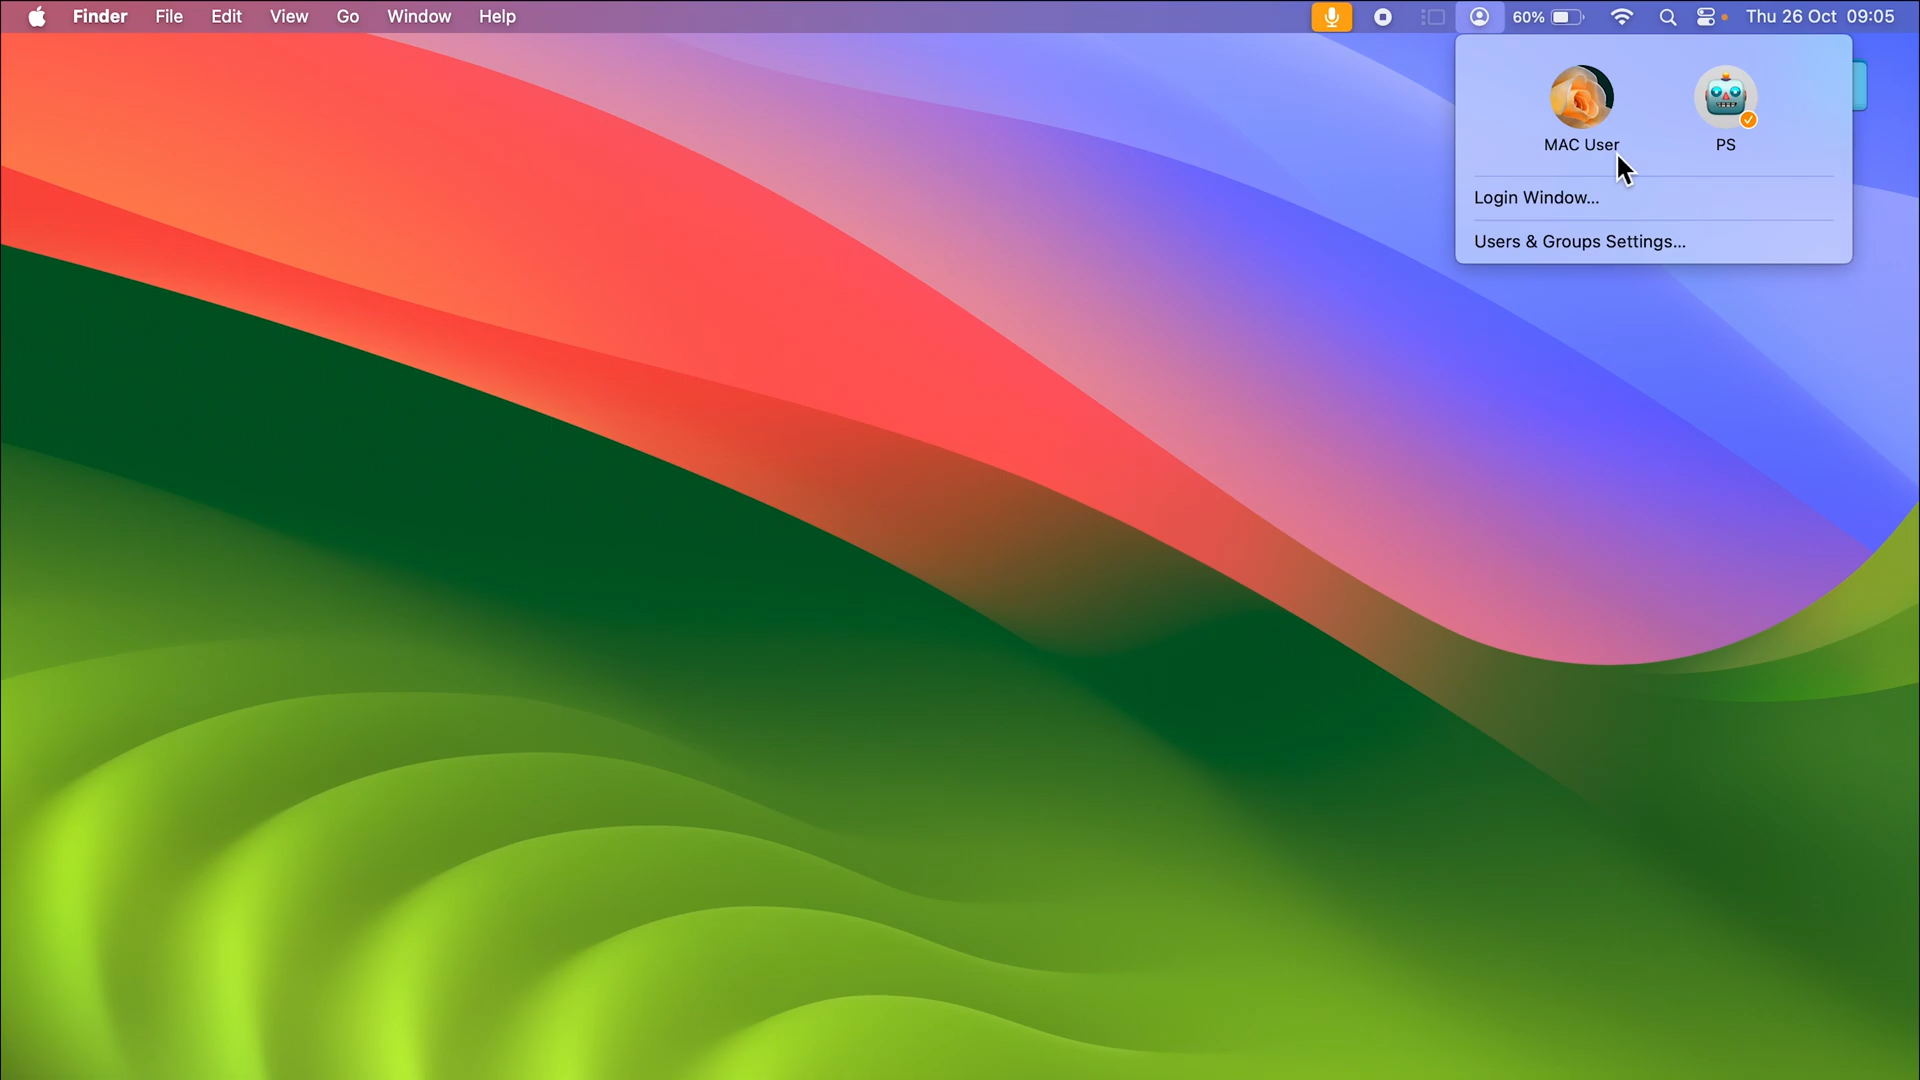 Finder File Edit View Go Window Help 60% Thu 26 Oct 09:05
MAC User PS
Login Window...
Users & Groups Settings...